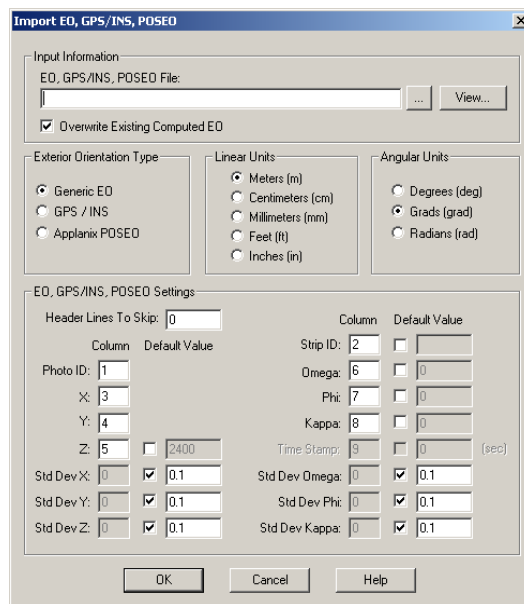 Import EO, GPS/INS, POSEO
Input Information
EO, GPS/INS, POSEO File:
... View...
Overwrite Existing Computed EO
Exterior Orientation Type
Generic EO
GPS / INS
Applanix POSEO
Linear Units
Meters (m)
Centimeters (cm)
Millimeters (mm)
Feet (ft)
Inches (in)
Angular Units
Degrees (deg)
Grads (grad)
Radians (rad)
EO, GPS/INS, POSEO Settings
Header Lines To Skip: 0
Column Default Value
Photo ID: 1
X: 3
Y: 4
Z: 5 2400
Std Dev X: 0 0.1
Std Dev Y: 0 0.1
Std Dev Z: 0 0.1
Column Default Value
Strip ID: 2
Omega: 6 0
Phi: 7 0
Kappa: 8 0
Time Stamp: 9 0 (sec)
Std Dev Omega: 0 0.1
Std Dev Phi: 0 0.1
Std Dev Kappa: 0 0.1
OK Cancel Help